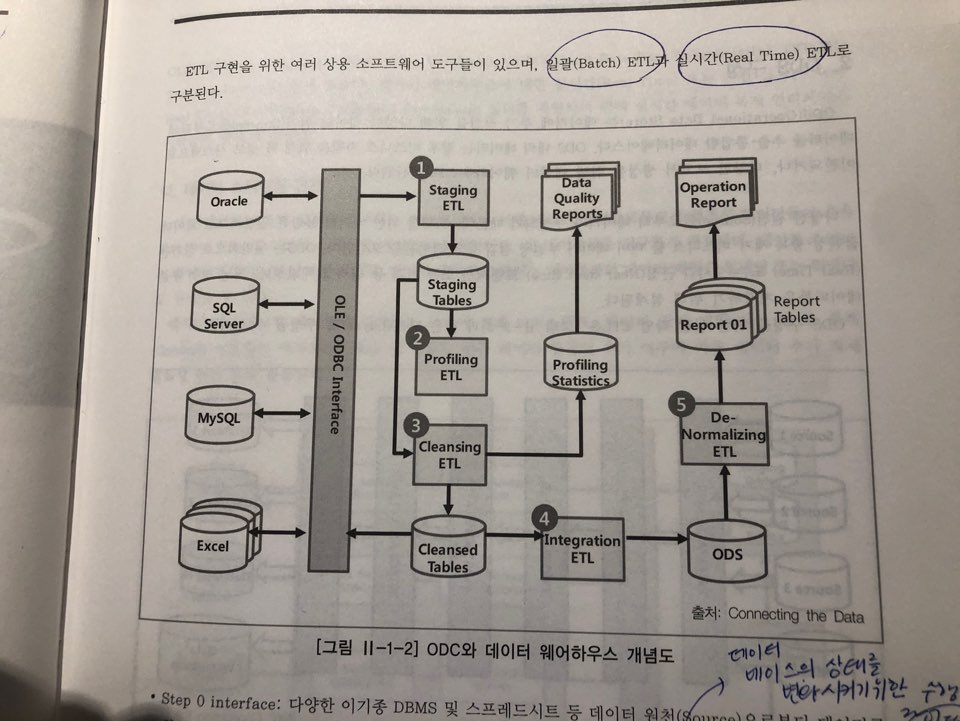 ETL 구현을 위한 여러 상용 소프트웨어 도구들이 있으며, 일괄(Batch) ETL과 실시간(Real Time) ETL로
구분된다.
1
Staging
ETL
Data
Quality
Reports
Operation
Report
Oracle
SQL
Server
MySQL
Excel
OLE / ODBC Interface
Staging
Tables
2
Profiling
ETL
3
Cleansing
ETL
Cleansed
Tables
Profiling
Statistics
4
Integration
ETL
Report 01
Report
Tables
5
De-
Normalizing
ETL
ODS
출처: Connecting the Data
[그림 II-1-2] ODC와 데이터 웨어하우스 개념도
데이터
베이스의 상태를
변화시키기위한
• Step 0 interface: 다양한 이기종 DBMS 및 스프레드시트 등 데이터 원천(Source)으로부터